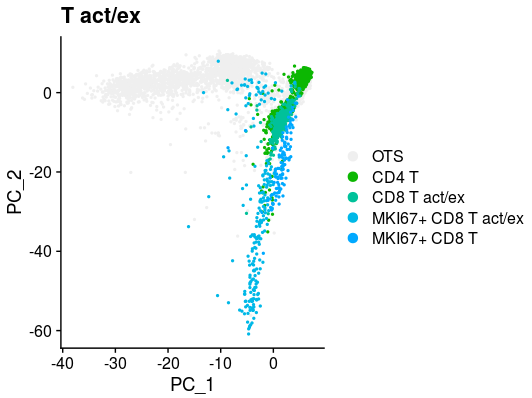 T act/ex
0
-20
-40
-60
PC_2
-40 -30 -20 -10 0
PC_1
OTS
CD4 T
CD8 T act/ex
MKI67+ CD8 T act/ex
MKI67+ CD8 T